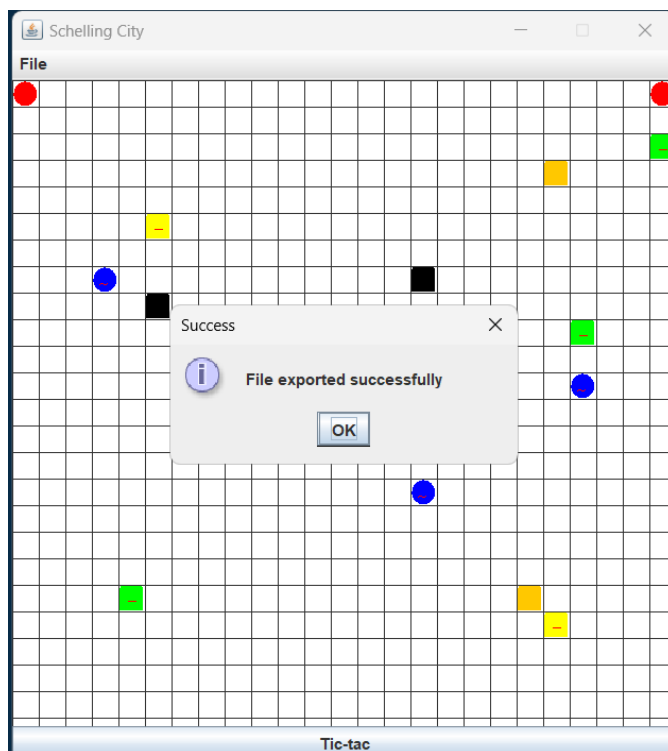 Schelling City
File
Success
File exported successfully
OK
Tic-tac